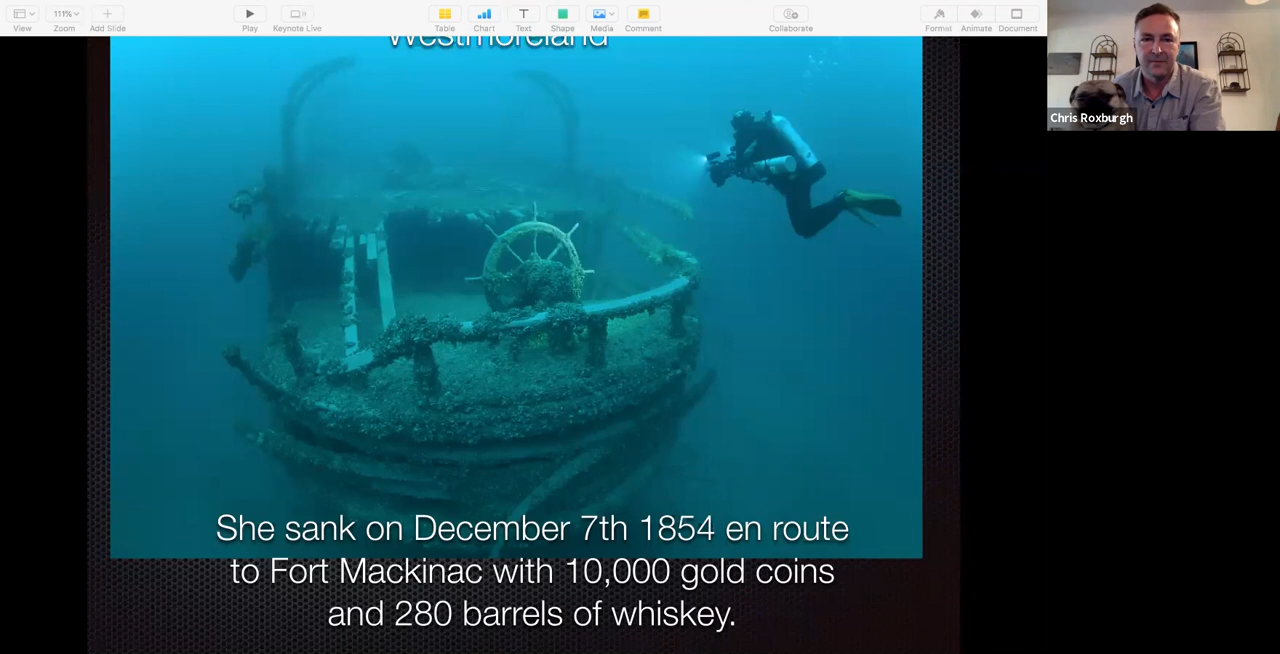 View
111%
Zoom
Add Slide
Play
Keynote Live
Table
Chart
Text
Shape
Media
Comment
Collaborate
Format
Animate
Document
Westmoreland
Chris Roxburgh
She sank on December 7th 1854 en route
to Fort Mackinac with 10,000 gold coins
and 280 barrels of whiskey.